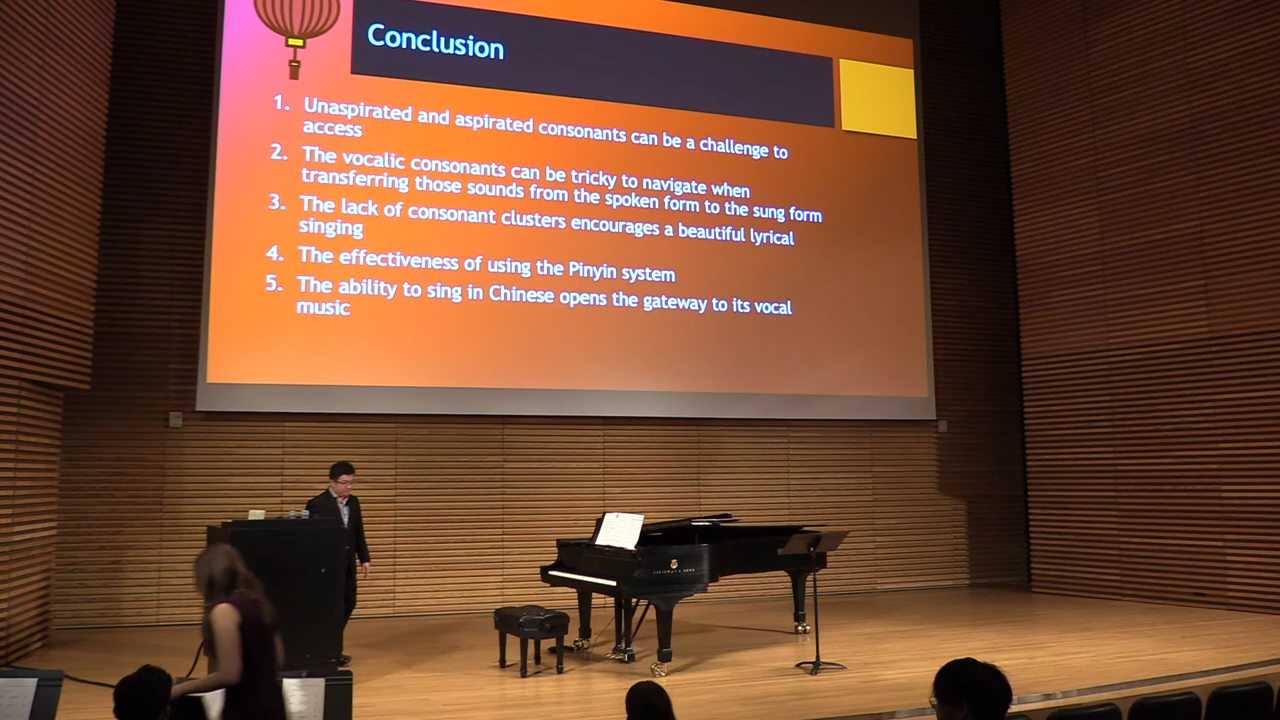 Conclusion
1. Unaspirated and aspirated consonants can be a challenge to
access
2. The vocalic consonants can be tricky to navigate when
transferring those sounds from the spoken form to the sung form
3. The lack of consonant clusters encourages a beautiful lyrical
singing
4. The effectiveness of using the Pinyin system
5. The ability to sing in Chinese opens the gateway to its vocal
music
STEINWAY & SONS